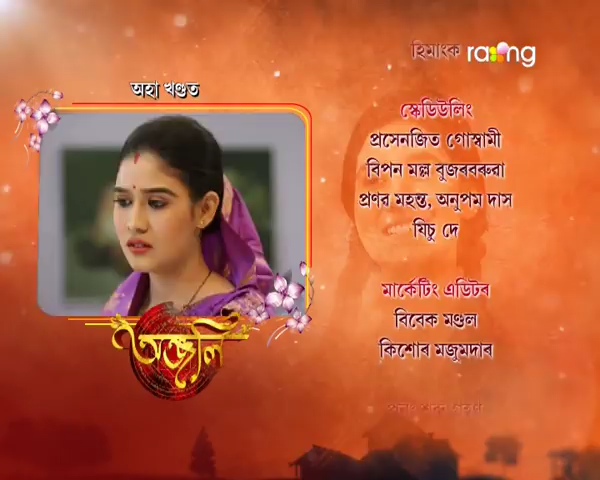 হিমাংক
rang
অহা খণ্ডত
স্কেডিউলিং
প্ৰসেনজিত গোস্বামী
বিপন মল্ল বুজৰবৰুৱা
প্ৰণৱ মহন্ত, অনুপম দাস
যিচু দে
মাৰ্কেটিং এডিটৰ
বিবেক মণ্ডল
কিশোৰ মজুমদাৰ
অঞ্জলি